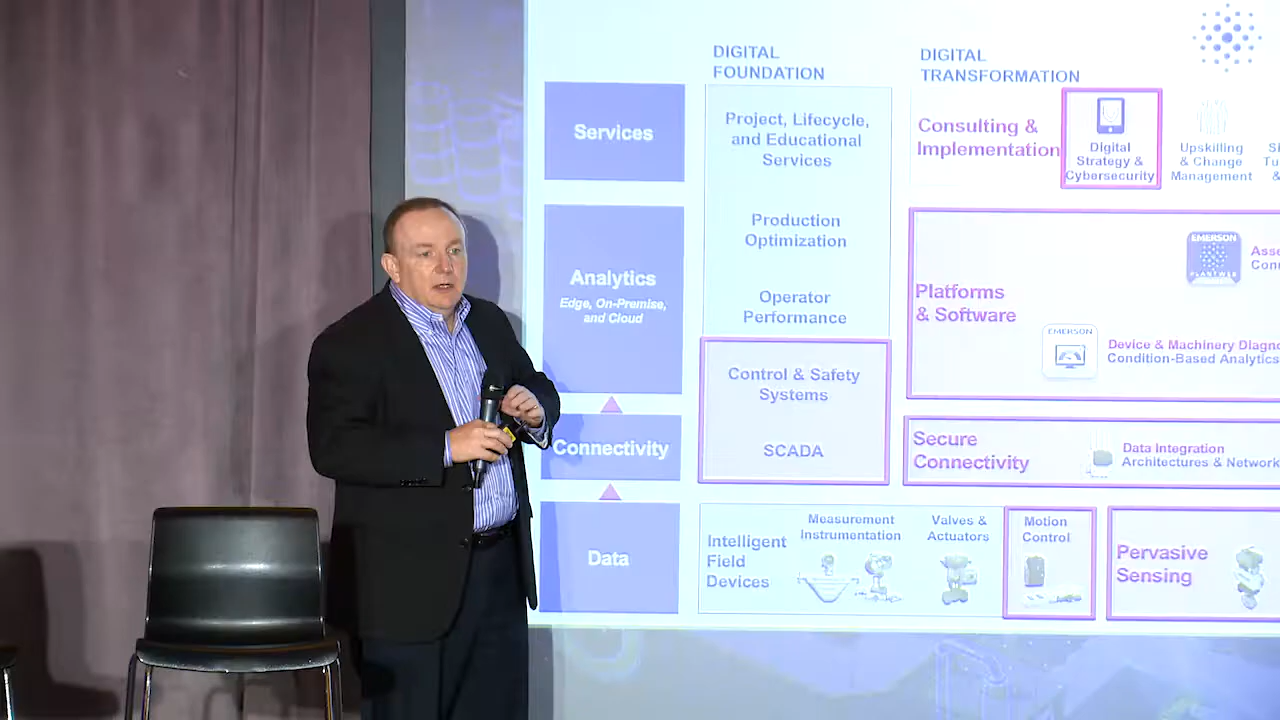 DIGITAL
FOUNDATION
DIGITAL
TRANSFORMATION
Services
Project, Lifecycle,
and Educational
Services
Consulting &
Implementation
Digital
Strategy &
Cybersecurity
Upskilling
& Change
Management
&
Analytics
Edge, On-Premise,
and Cloud
Production
Optimization
Operator
Performance
Platforms
& Software
EMERSON
PLANTWEB
EMERSON
Device & Machinery
Condition-Based Analytics
Connectivity
Control & Safety
Systems
SCADA
Secure
Connectivity
Data Integration
Architectures &
Data
Intelligent
Field
Devices
Measurement
Instrumentation
Valves &
Actuators
Motion
Control
Pervasive
Sensing